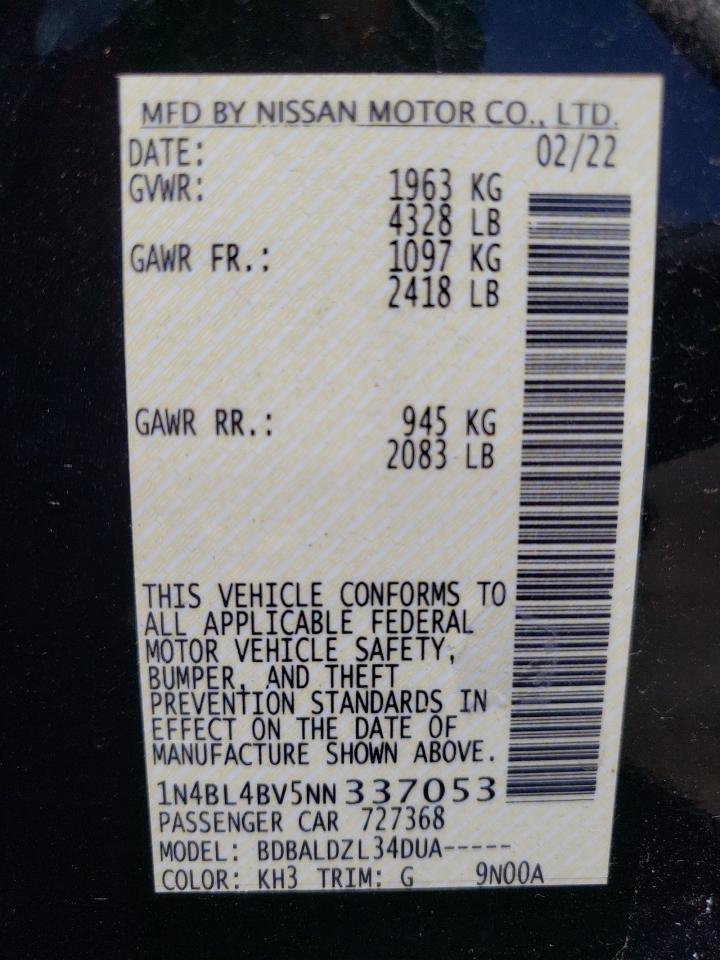 MFD BY NISSAN MOTOR CO., LTD.
DATE: 02/22
GVWR: 1963 KG
4328 LB
GAWR FR.: 1097 KG
2418 LB
GAWR RR.: 945 KG
2083 LB
THIS VEHICLE CONFORMS TO
ALL APPLICABLE FEDERAL
MOTOR VEHICLE SAFETY,
BUMPER, AND THEFT
PREVENTION STANDARDS IN
EFFECT ON THE DATE OF
MANUFACTURE SHOWN ABOVE.
1N4BL4BV5NN337053
PASSENGER CAR 727368
MODEL: BDBALDZL34DUA-----
COLOR: KH3 TRIM: G 9N00A